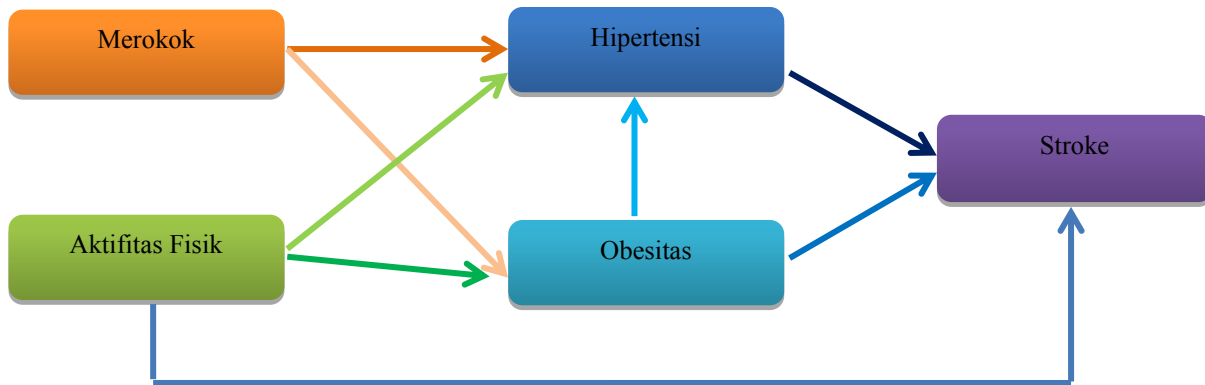 Merokok
Hipertensi
Stroke
Aktifitas Fisik
Obesitas